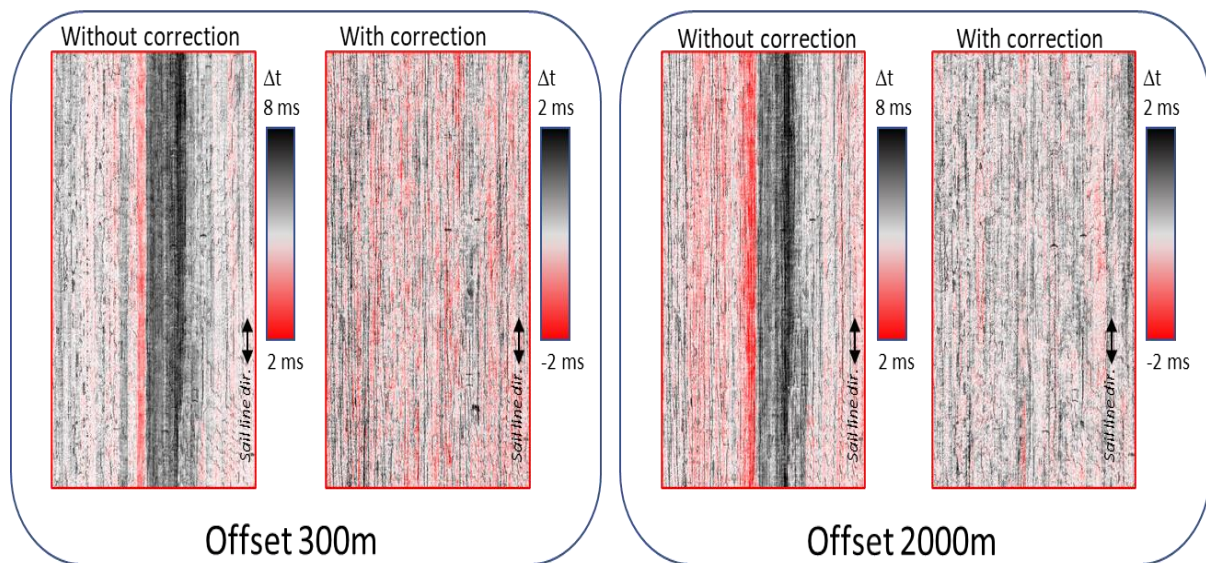 Without correction
With correction
Δt
8 ms
2 ms
Sail line dir.
Δt
2 ms
-2 ms
Sail line dir.
Offset 300m
Without correction
With correction
Δt
8 ms
2 ms
Sail line dir.
Δt
2 ms
-2 ms
Sail line dir.
Offset 2000m